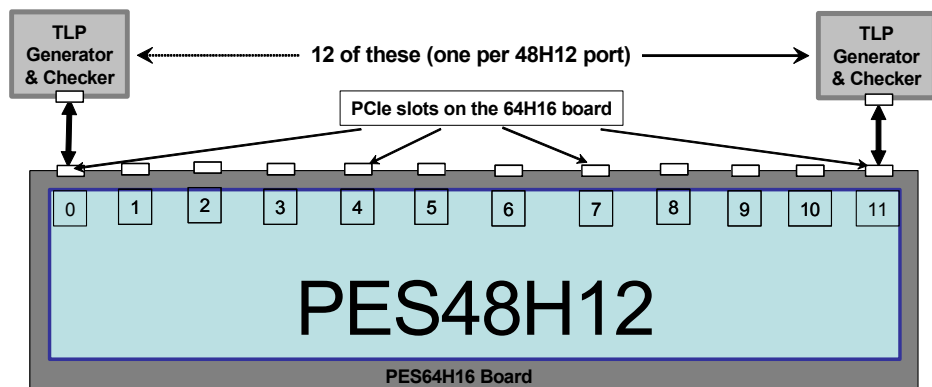 TLP
Generator
& Checker
12 of these (one per 48H12 port)
TLP
Generator
& Checker
PCIe slots on the 64H16 board
0 1 2 3 4 5 6 7 8 9 10 11
PES48H12
PES64H16 Board